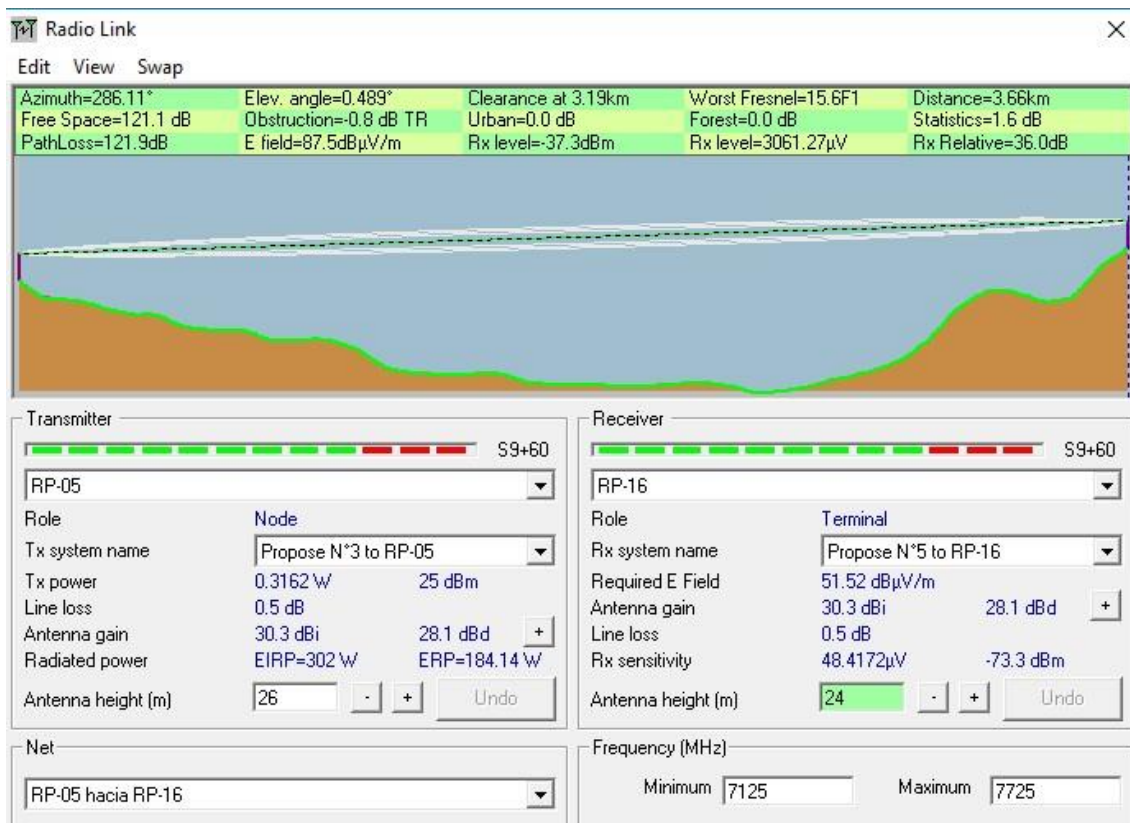 Radio Link
Edit View Swap
Azimuth=286.11° Elev. angle=0.489° Clearance at 3.19km Worst Fresnel=15.6F1 Distance=3.66km
Free Space=121.1 dB Obstruction=-0.8 dB TR Urban=0.0 dB Forest=0.0 dB Statistics=1.6 dB
PathLoss=121.9dB E field=87.5dBμV/m Rx level=-37.3dBm Rx level=3061.27μV Rx Relative=36.0dB
Transmitter
S9+60
RP-05
Role Node
Tx system name Propose N°3 to RP-05
Tx power 0.3162 W 25 dBm
Line loss 0.5 dB
Antenna gain 30.3 dBi 28.1 dBd +
Radiated power EIRP=302 W ERP=184.14 W
Antenna height (m) 26 - + Undo
Net
RP-05 hacia RP-16
Receiver
S9+60
RP-16
Role Terminal
Rx system name Propose N°5 to RP-16
Required E Field 51.52 dBμV/m
Antenna gain 30.3 dBi 28.1 dBd +
Line loss 0.5 dB
Rx sensitivity 48.4172μV -73.3 dBm
Antenna height (m) 24 - + Undo
Frequency (MHz)
Minimum 7125 Maximum 7725